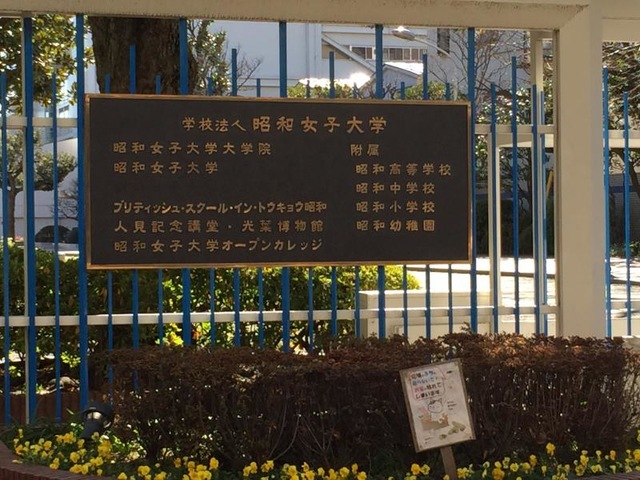 学校法人 昭和女子大学
昭和女子大学大学院
昭和女子大学
ブリティッシュ・スクール・イン・トウキョウ昭和
人見記念講堂・光葉博物館
昭和女子大学オープンカレッジ
附属
昭和高等学校
昭和中学校
昭和小学校
昭和幼稚園